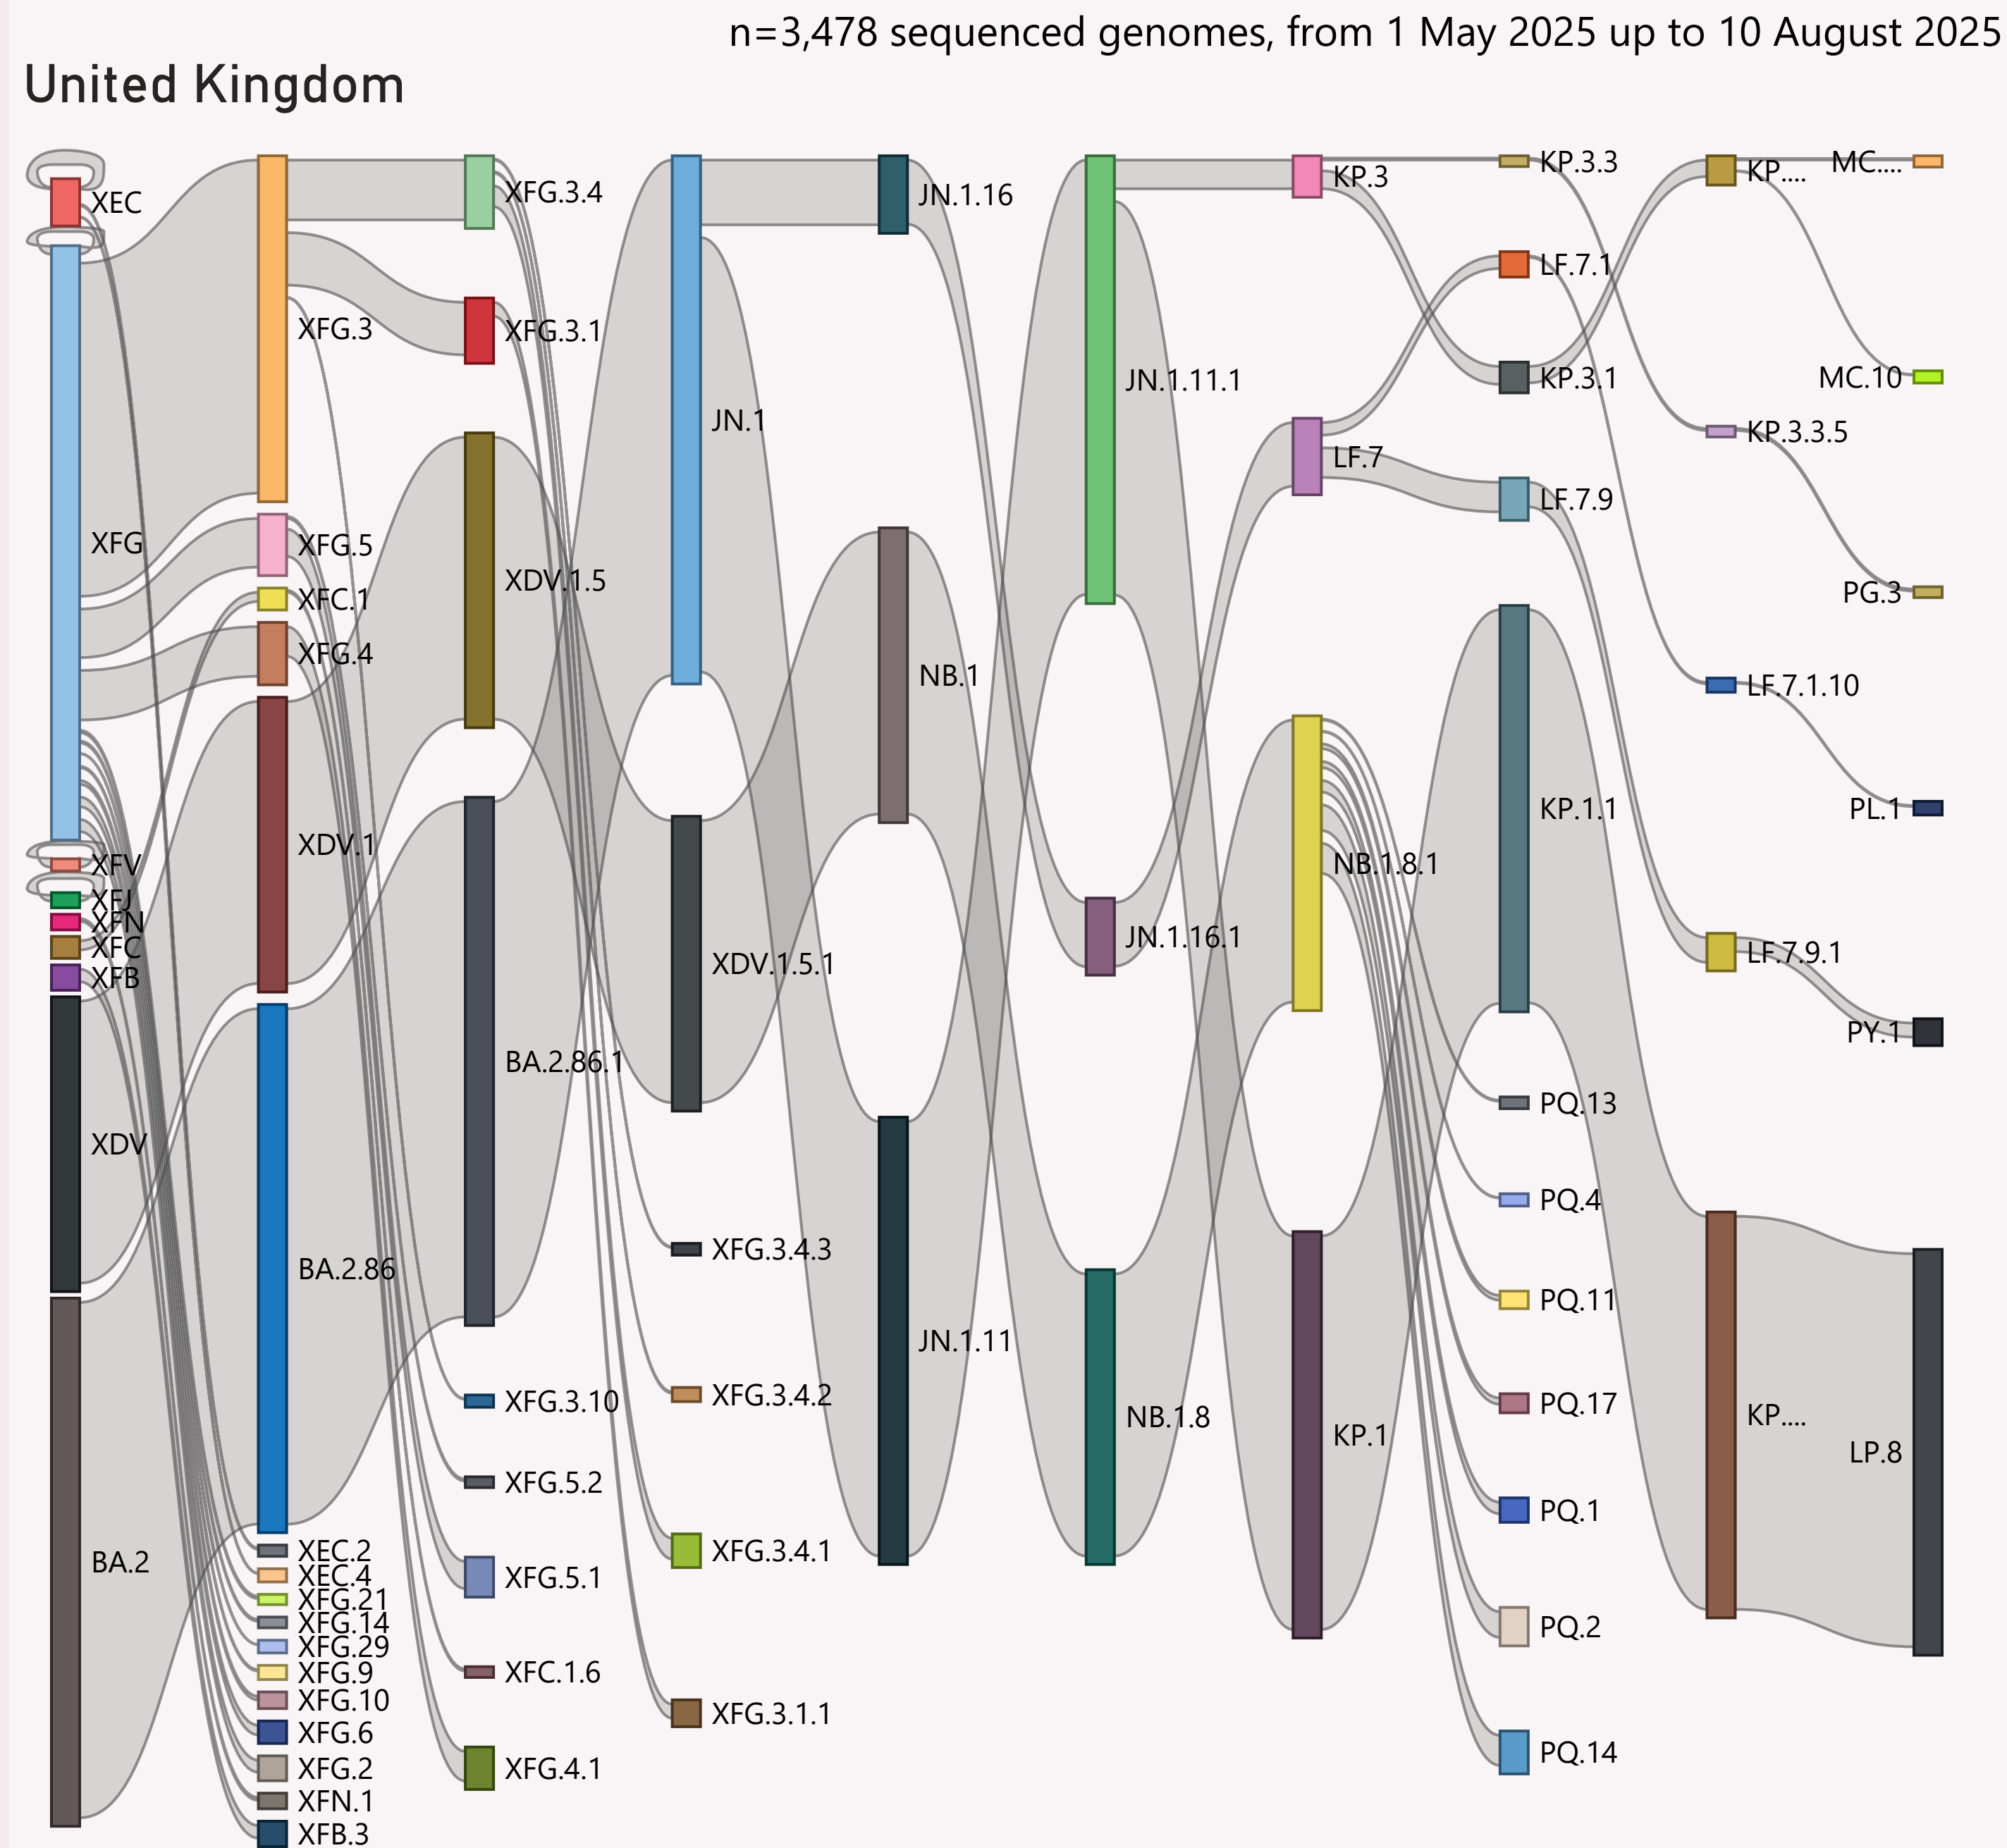 n=3,478 sequenced genomes, from 1 May 2025 up to 10 August 2025
United Kingdom
XEC
XFG
XFV
XFJ
XFN
XFC
XFB
XDV
BA.2
XFG.3
XFG.5
XFC.1
XFG.4
XDV.1
BA.2.86
XEC.2
XEC.4
XFG.21
XFG.14
XFG.29
XFG.9
XFG.10
XFG.6
XFG.2
XFN.1
XFB.3
XFG.3.4
XFG.3.1
XDV.1.5
BA.2.86.1
XFG.3.10
XFG.5.2
XFG.5.1
XFC.1.6
XFG.4.1
JN.1
XDV.1.5.1
XFG.3.4.3
XFG.3.4.2
XFG.3.4.1
XFG.3.1.1
JN.1.16
NB.1
JN.1.11
JN.1.11.1
JN.1.16.1
NB.1.8
KP.3
LF.7
NB.1.8.1
KP.1
KP.3.3
LF.7.1
KP.3.1
LF.7.9
KP.1.1
PQ.13
PQ.4
PQ.11
PQ.17
PQ.1
PQ.2
PQ.14
KP....
KP.3.3.5
LF.7.1.10
LF.7.9.1
KP....
MC....
MC.10
PG.3
PL.1
PY.1
LP.8